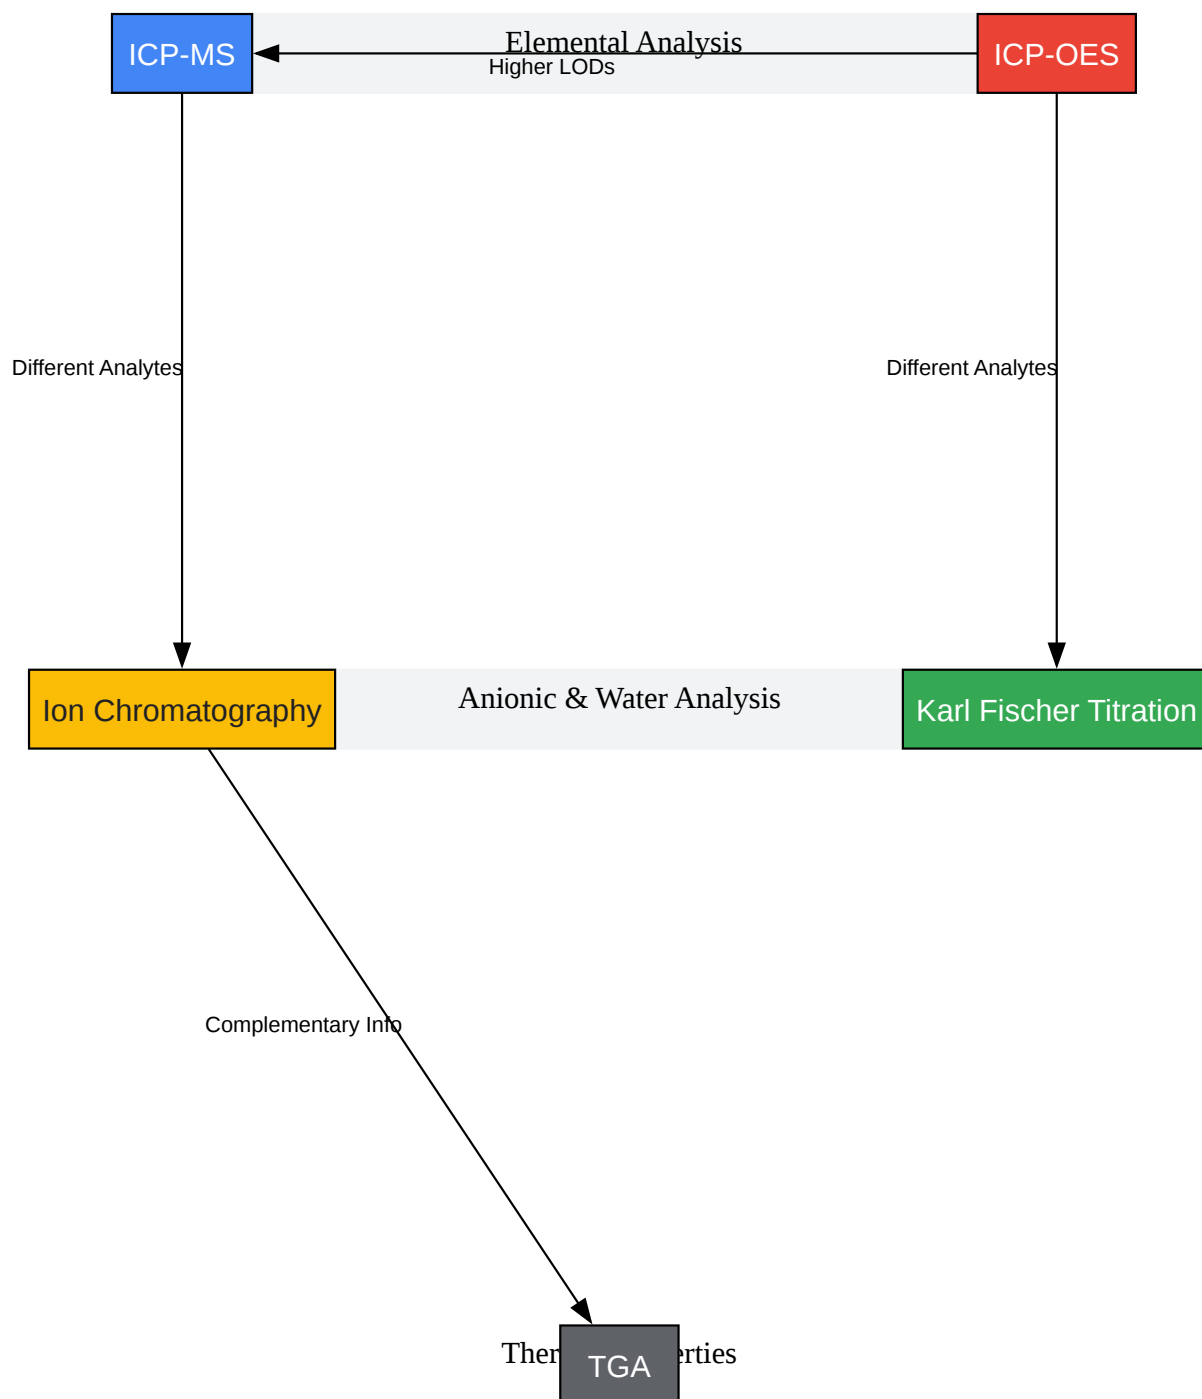 ICP-MS
Elemental Analysis
ICP-OES
Higher LODs
Different Analytes
Different Analytes
Ion Chromatography
Anionic & Water Analysis
Karl Fischer Titration
Complementary Info
TGA